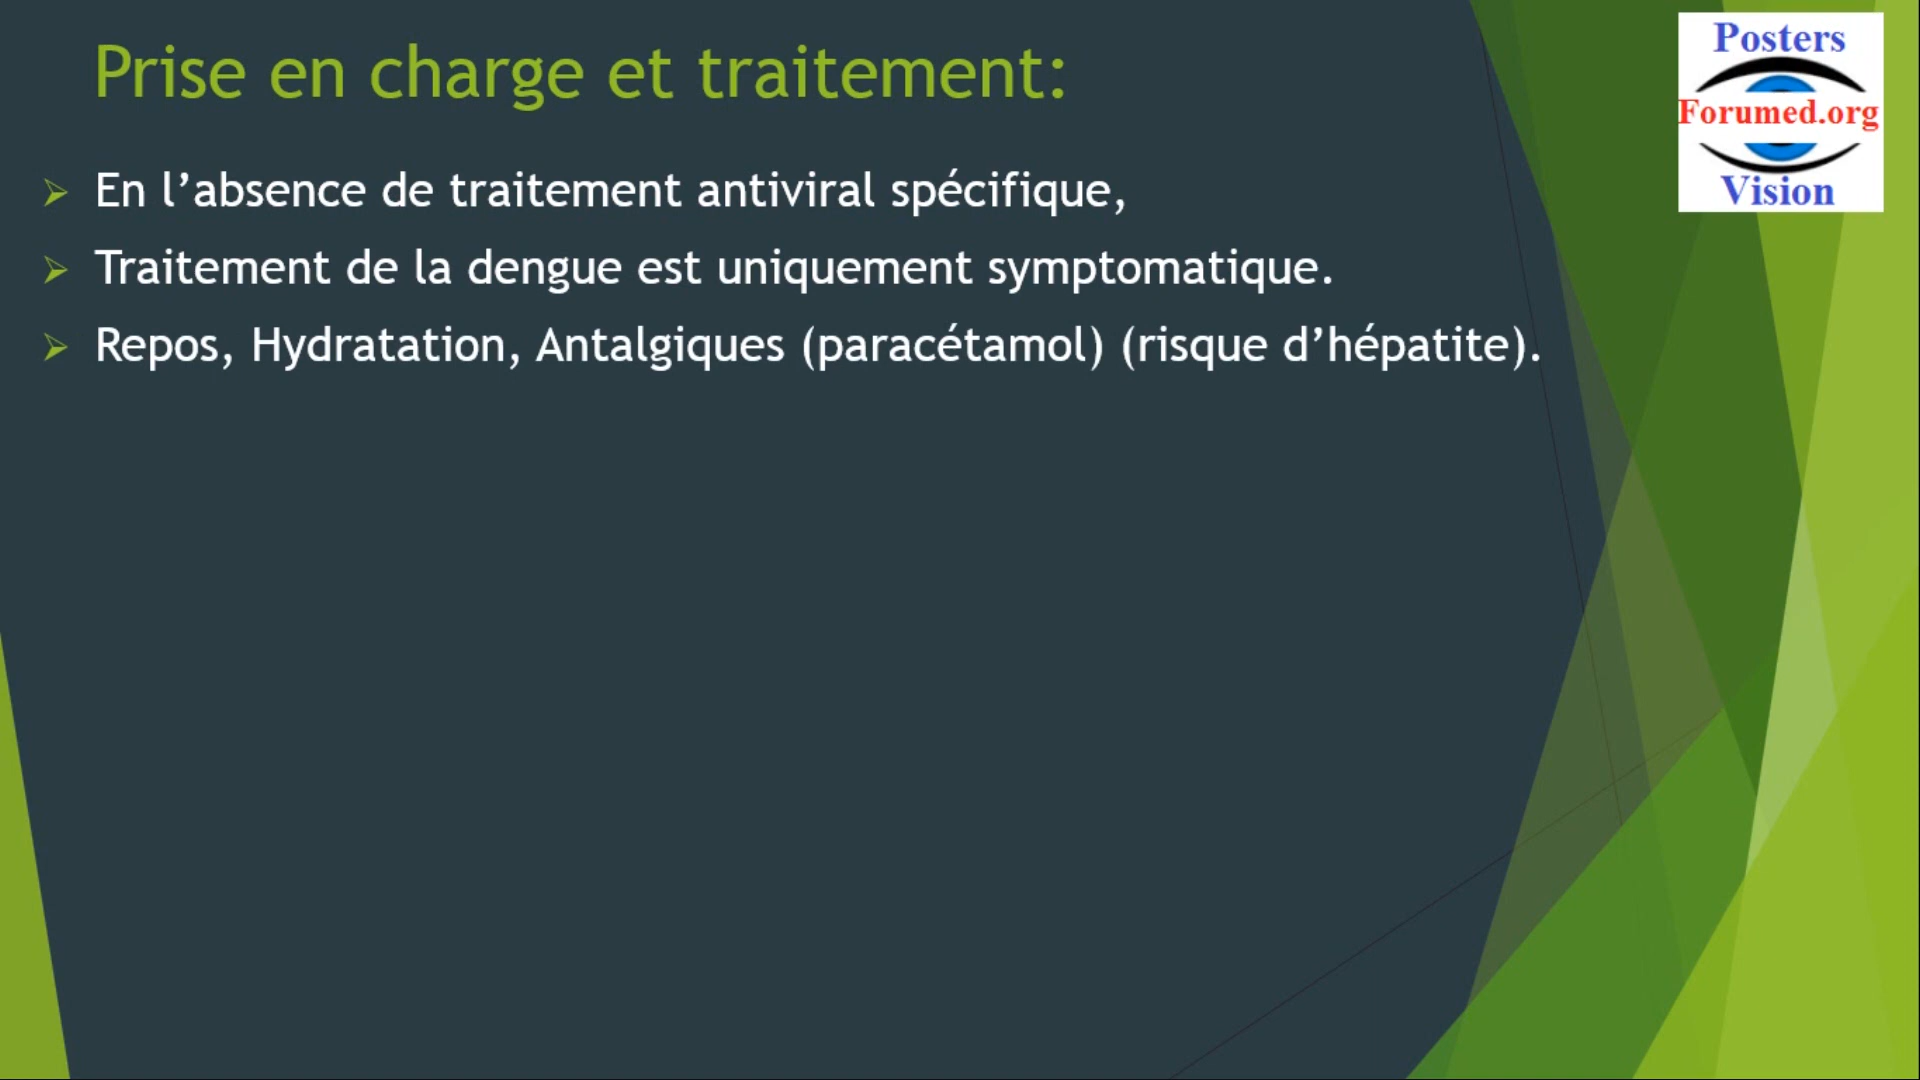 Prise en charge et traitement:
En l’absence de traitement antiviral spécifique,
Traitement de la dengue est uniquement symptomatique.
Repos, Hydratation, Antalgiques (paracétamol) (risque d’hépatite).
Posters
Forumed.org
Vision